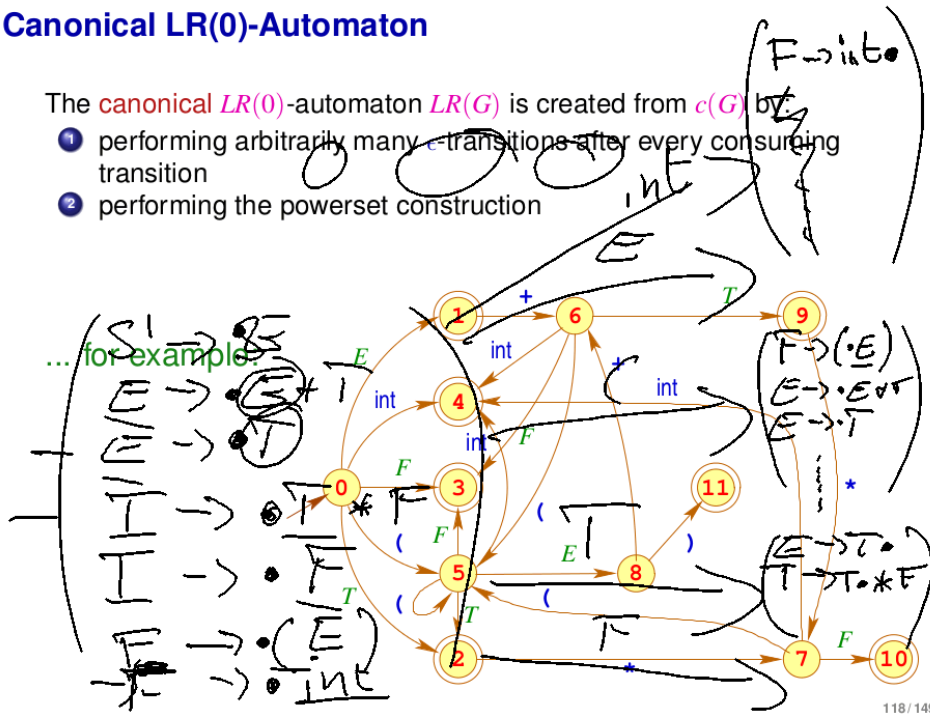 Canonical LR(0)-Automaton
The canonical LR(0)-automaton LR(G) is created from c(G) by:
1 performing arbitrarily many ϵ-transitions after every consuming
transition
2 performing the powerset construction
F → int •
int
E
... for example:
S' → • E
E → • E + T
E → • T
T → • T * F
T → • F
F → • (E)
F → • int
E
int
F
(
T
0
1
+
6
T
9
int
4
int
F
+
int
3
11
(
*
F
5
E
8
)
(
T
(
2
*
7
F
10
(
T
F
F → (•E)
E → •E+T
E → •T
E → T•
T → T•*F
118/149